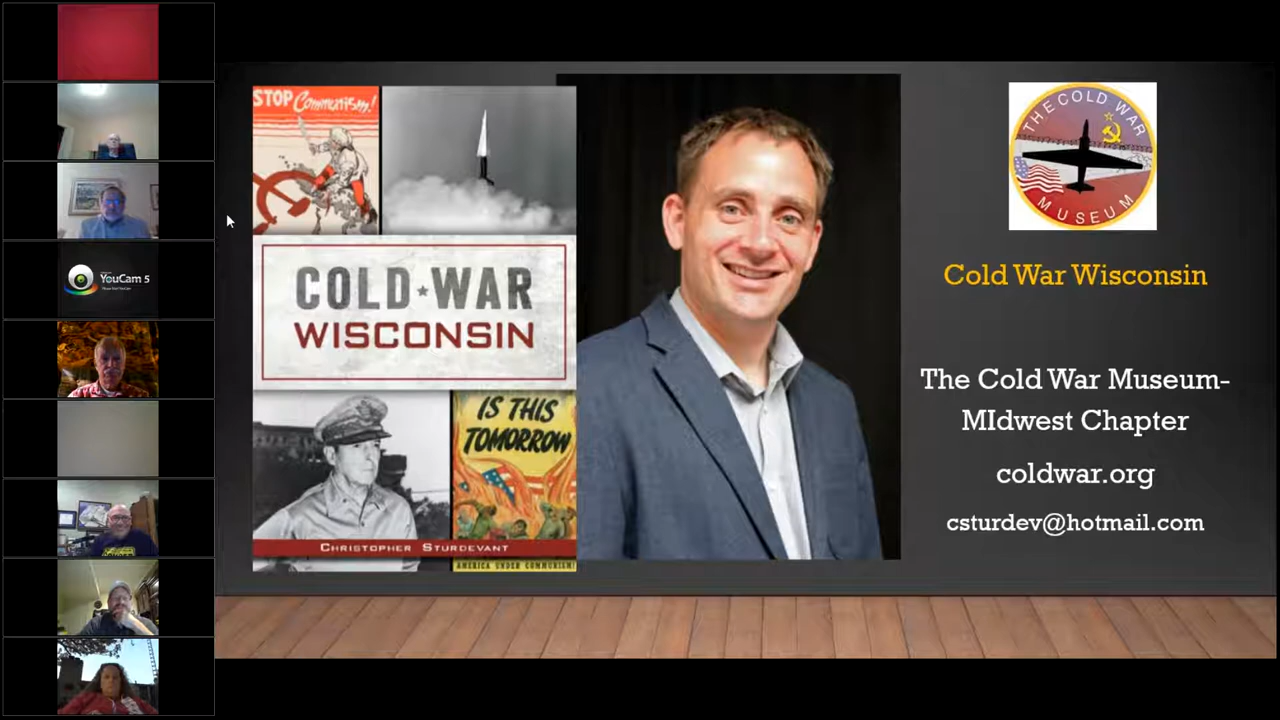 YouCam 5
STOP Communism!
COLD★WAR
WISCONSIN
IS THIS
TOMORROW
CHRISTOPHER STURDEVANT
AMERICA UNDER COMMUNISM!
THE COLD WAR
MUSEUM
Cold War Wisconsin
The Cold War Museum-
MIdwest Chapter
coldwar.org
csturdev@hotmail.com